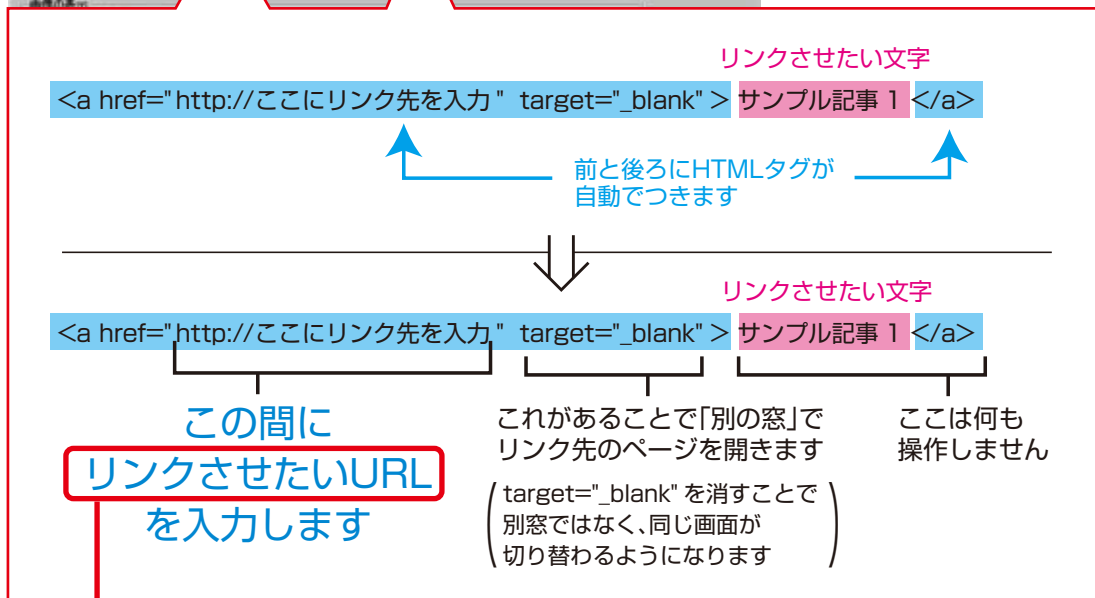 リンクさせたい文字
<a href="http://ここにリンク先を入力" target="_blank"> サンプル記事 1 </a>
前と後ろにHTMLタグが
自動でつきます
リンクさせたい文字
<a href="http://ここにリンク先を入力" target="_blank"> サンプル記事 1 </a>
この間に
リンクさせたいURL
を入力します
これがあることで「別の窓」で
リンク先のページを開きます
(target="_blank" を消すことで
別窓ではなく、同じ画面が
切り替わるようになります)
ここは何も
操作しません